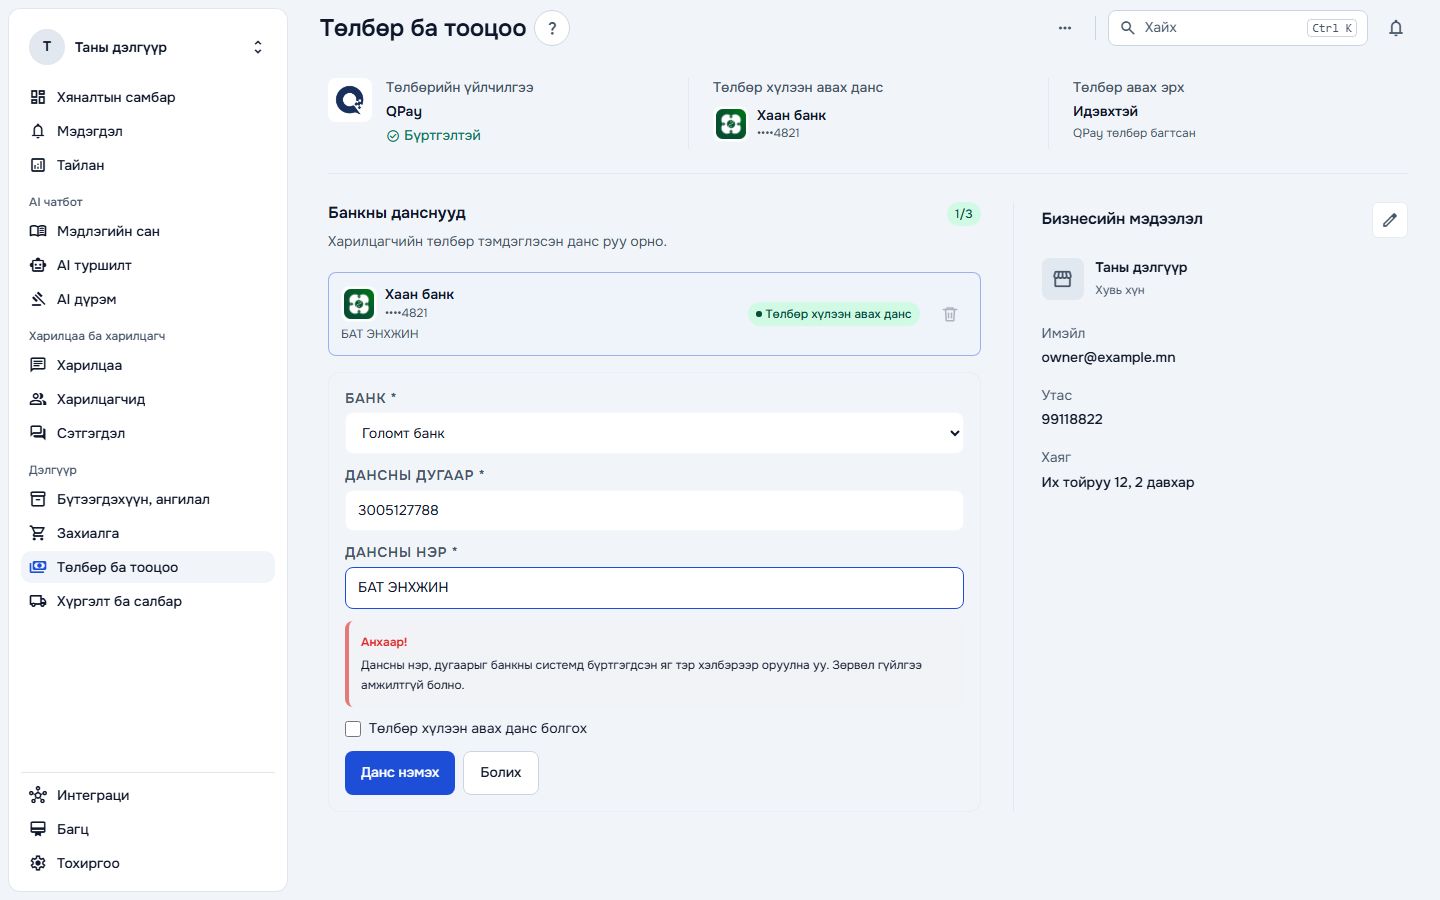 T
Таны дэлгүүр
Хяналтын самбар
Мэдэгдэл
Тайлан
AI чатбот
Мэдлэгийн сан
AI туршилт
AI дүрэм
Харилцаа ба харилцагч
Харилцаа
Харилцагчид
Сэтгэгдэл
Дэлгүүр
Бүтээгдэхүүн, ангилал
Захиалга
Төлбөр ба тооцоо
Хүргэлт ба салбар
Интеграци
Багц
Тохиргоо
Төлбөр ба тооцоо
?
Хайх
Ctrl K
Төлбөрийн үйлчилгээ
QPay
Бүртгэлтэй
Төлбөр хүлээн авах данс
Хаан банк
••••4821
Төлбөр авах эрх
Идэвхтэй
QPay төлбөр багтсан
Банкны данснууд
1/3
Харилцагчийн төлбөр тэмдэглэсэн данс руу орно.
Хаан банк
••••4821
БАТ ЭНХЖИН
Төлбөр хүлээн авах данс
БАНК *
Голомт банк
ДАНСНЫ ДУГААР *
3005127788
ДАНСНЫ НЭР *
БАТ ЭНХЖИН
Анхаар!
Дансны нэр, дугаарыг банкны системд бүртгэгдсэн яг тэр хэлбэрээр оруулна уу. Зөрвөл гүйлгээ
амжилтгүй болно.
Төлбөр хүлээн авах данс болгох
Данс нэмэх
Болих
Бизнесийн мэдээлэл
Таны дэлгүүр
Хувь хүн
Имэйл
owner@example.mn
Утас
99118822
Хаяг
Их тойруу 12, 2 давхар